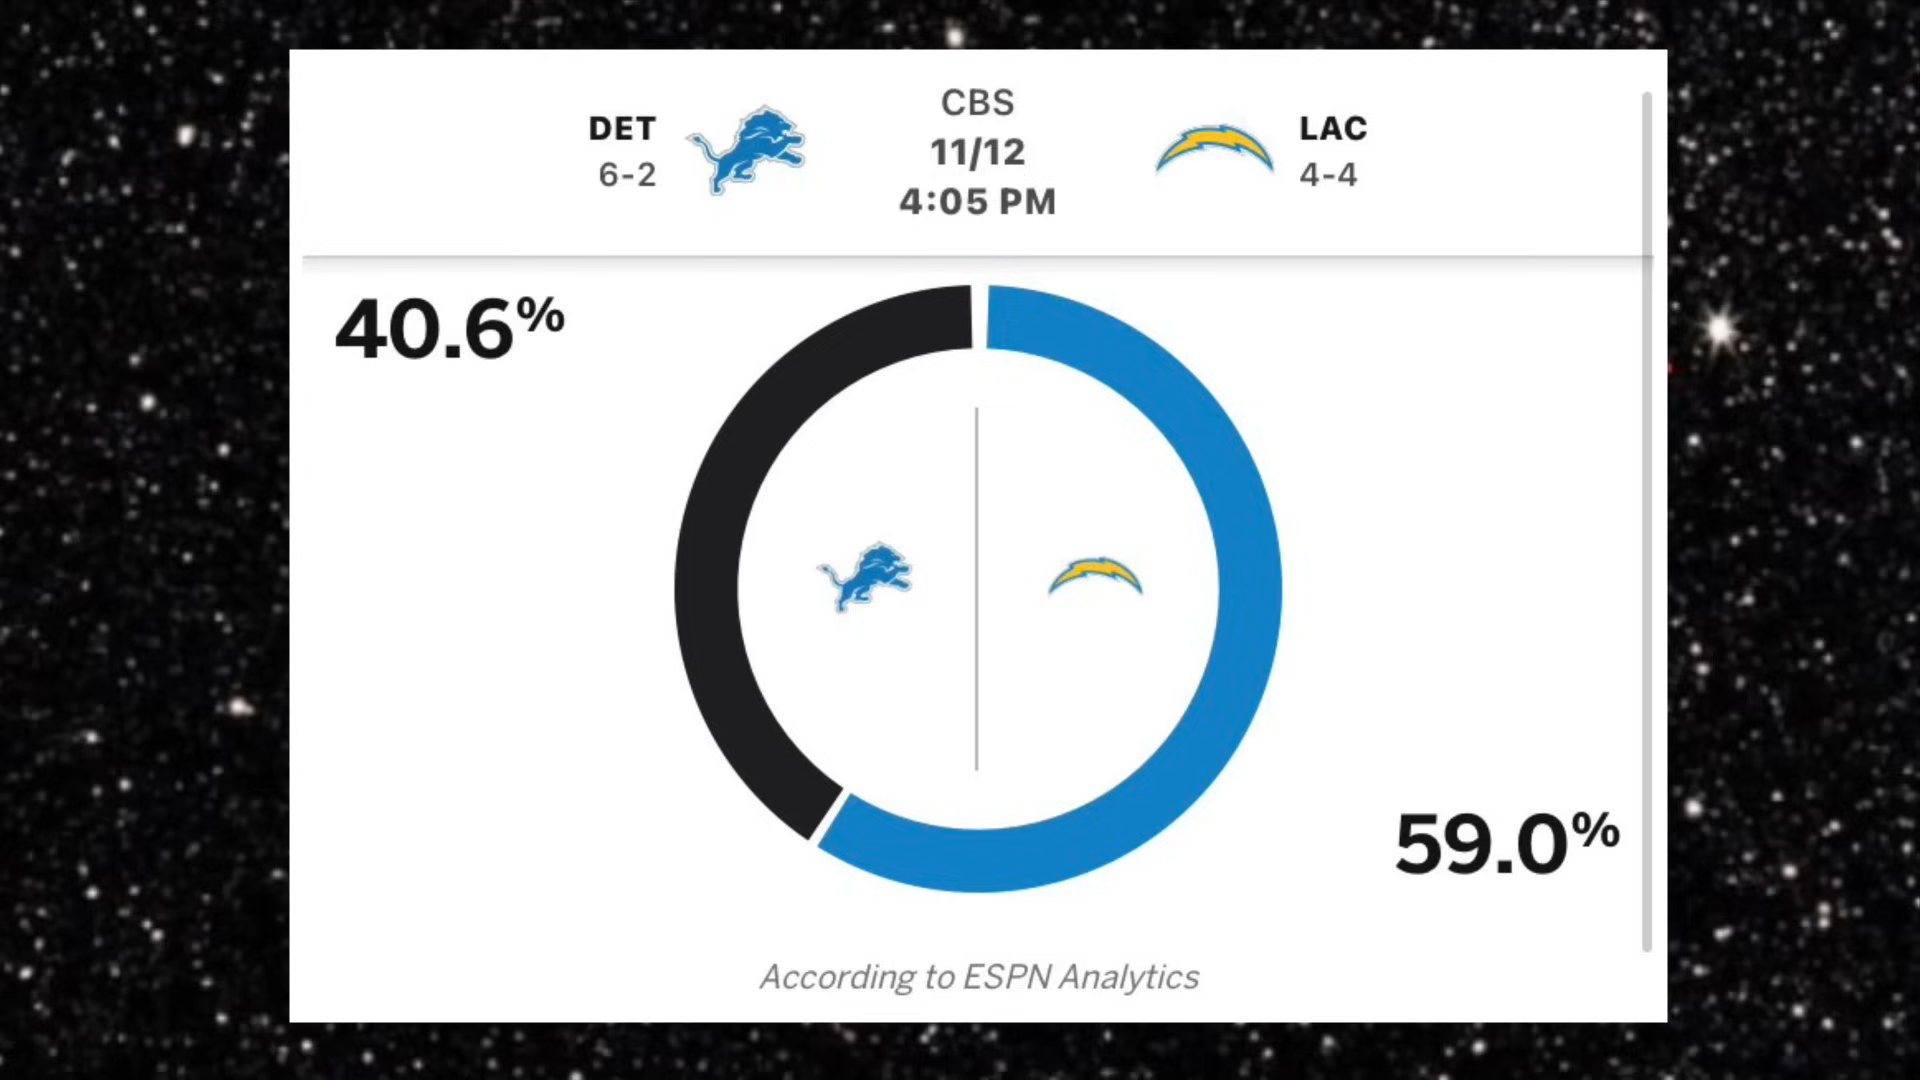 DET
6-2
CBS
11/12
4:05 PM
LAC
4-4
40.6%
59.0%
According to ESPN Analytics